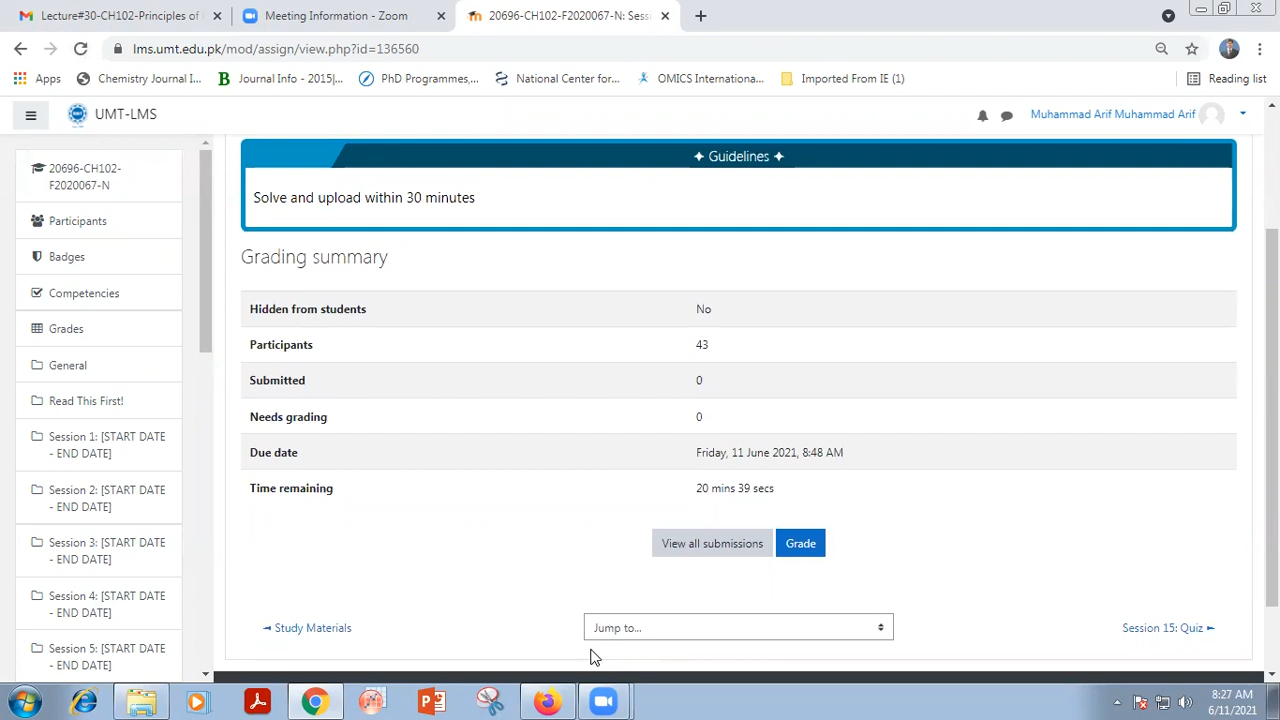 Lecture#30-CH102-Principles of
Meeting Information - Zoom
20696-CH102-F2020067-N: Sess
lms.umt.edu.pk/mod/assign/view.php?id=136560
Apps
Chemistry Journal I...
Journal Info - 2015|...
PhD Programmes,...
National Center for...
OMICS Internationa...
Imported From IE (1)
Reading list
UMT-LMS
Muhammad Arif Muhammad Arif
20696-CH102-
F2020067-N
Participants
Badges
Competencies
Grades
General
Read This First!
Session 1: [START DATE
- END DATE]
Session 2: [START DATE
- END DATE]
Session 3: [START DATE
- END DATE]
Session 4: [START DATE
- END DATE]
Session 5: [START DATE
- END DATE]
✦ Guidelines ✦
Solve and upload within 30 minutes
Grading summary
Hidden from students No
Participants 43
Submitted 0
Needs grading 0
Due date Friday, 11 June 2021, 8:48 AM
Time remaining 20 mins 39 secs
View all submissions Grade
◄ Study Materials
Jump to...
Session 15: Quiz ►
8:27 AM
6/11/2021